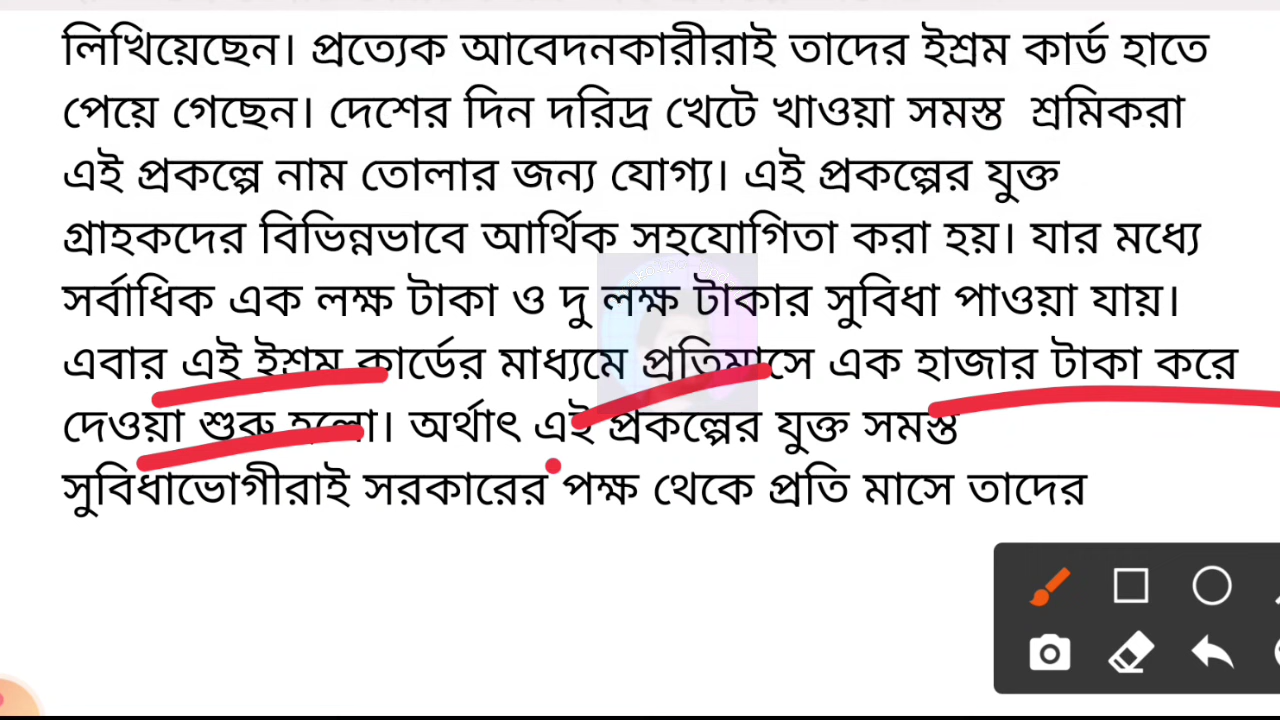 লিখিয়েছেন। প্রত্যেক আবেদনকারীরাই তাদের ইশ্রম কার্ড হাতে
পেয়ে গেছেন। দেশের দিন দরিদ্র খেটে খাওয়া সমস্ত শ্রমিকরা
এই প্রকল্পে নাম তোলার জন্য যোগ্য। এই প্রকল্পের যুক্ত
গ্রাহকদের বিভিন্নভাবে আর্থিক সহযোগিতা করা হয়। যার মধ্যে
সর্বাধিক এক লক্ষ টাকা ও দু লক্ষ টাকার সুবিধা পাওয়া যায়।
এবার এই ইশ্রম কার্ডের মাধ্যমে প্রতিমাসে এক হাজার টাকা করে
দেওয়া শুরু হলো। অর্থাৎ এই প্রকল্পের যুক্ত সমস্ত
সুবিধাভোগীরাই সরকারের পক্ষ থেকে প্রতি মাসে তাদের